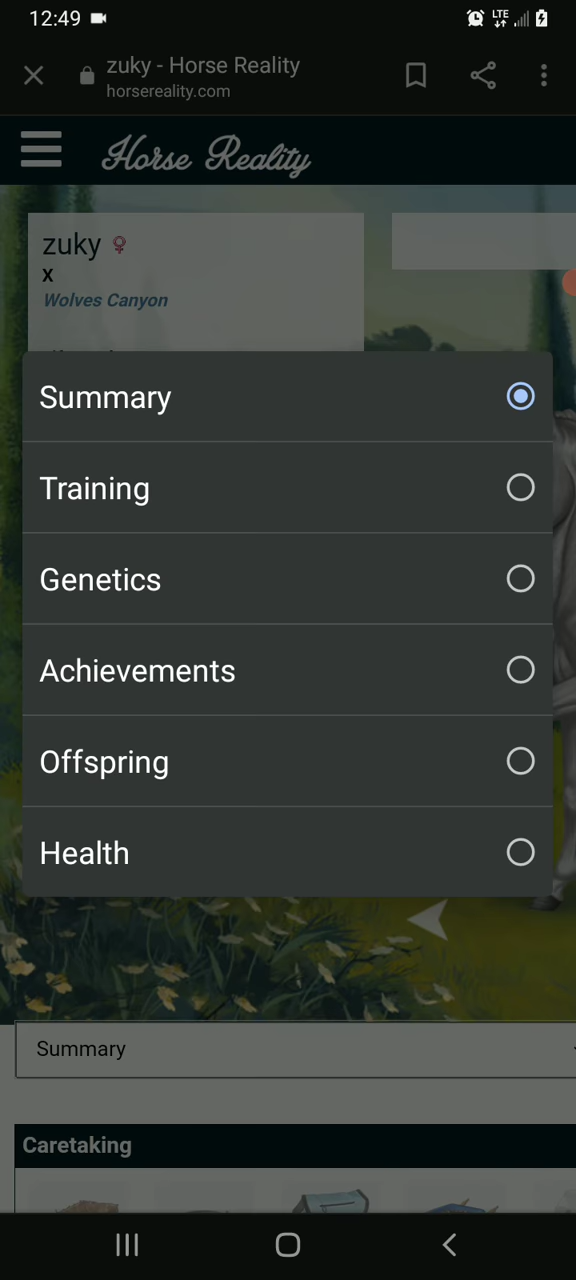 12:49
LTE
zuky - Horse Reality
horsereality.com
Horse Reality
zuky
x
Wolves Canyon
Summary
Training
Genetics
Achievements
Offspring
Health
Summary
Caretaking